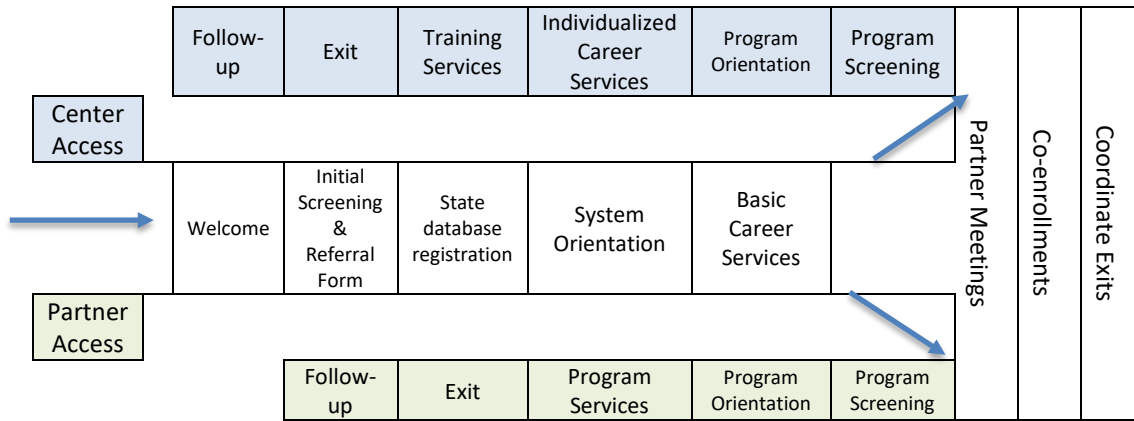 Follow-
up
Exit
Training
Services
Individualized
Career
Services
Program
Orientation
Program
Screening
Center
Access
Welcome
Initial
Screening
&
Referral
Form
State
database
registration
System
Orientation
Basic
Career
Services
Partner
Access
Follow-
up
Exit
Program
Services
Program
Orientation
Program
Screening
Partner Meetings
Co-enrollments
Coordinate Exits